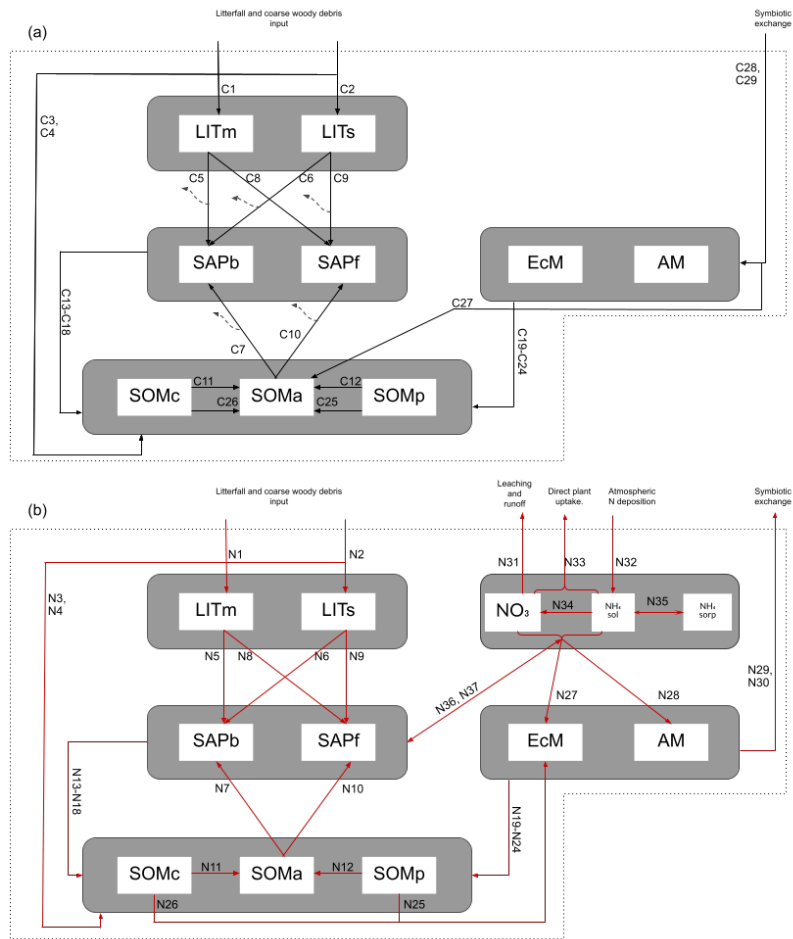 Litterfall and coarse woody debris
input
Symbiotic
exchange
(a)
C28,
C29
C1
C2
C3,
C4
LITm
LITs
C5
C8
C6
C9
SAPb
SAPf
EcM
AM
C13-C18
C27
C10
C7
C19-C24
C11
C12
SOMc
SOMa
SOMp
C26
C25
Leaching
and
runoff
Direct plant
uptake.
Atmospheric
N deposition
Litterfall and coarse woody debris
input
Symbiotic
exchange
(b)
N1
N2
N31
N33
N32
N3,
N4
LITm
LITs
NO₃
N34
NH₄
sol
N35
NH₄
sorp
N5
N8
N6
N9
N36, N37
N27
N28
N29,
N30
SAPb
SAPf
EcM
AM
N13-N18
N7
N10
N19-N24
SOMc
N11
SOMa
N12
SOMp
N26
N25